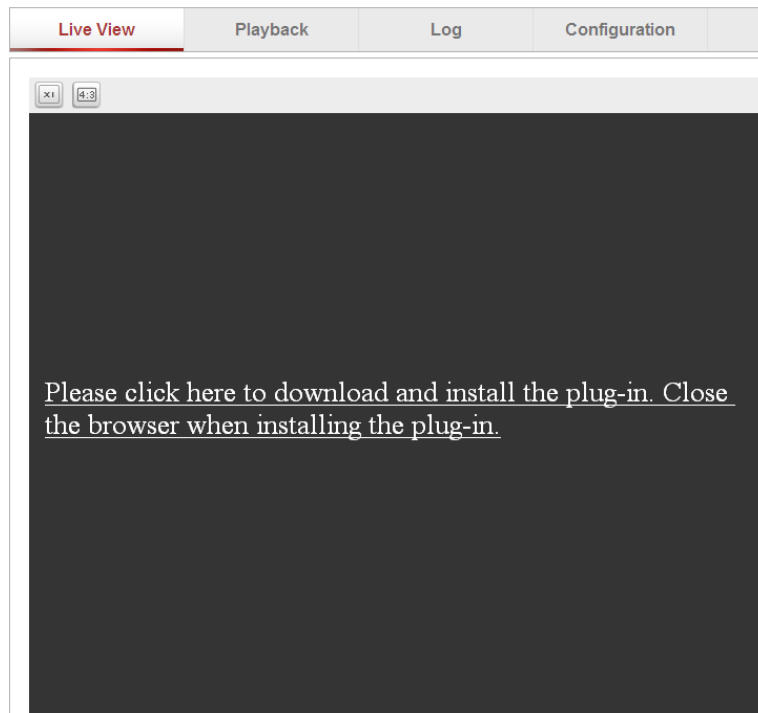 Live View Playback Log Configuration
X1 4:3
Please click here to download and install the plug-in. Close
the browser when installing the plug-in.